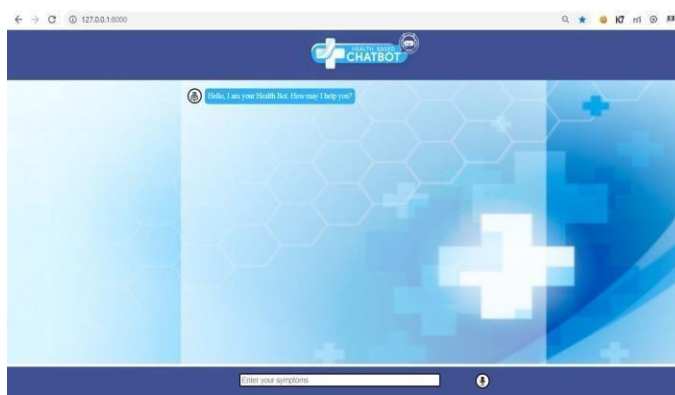 127.0.0.1:8000
HEALTH BASED
CHATBOT
Hello, I am your Health Bot. How may I help you?
Enter your symptoms